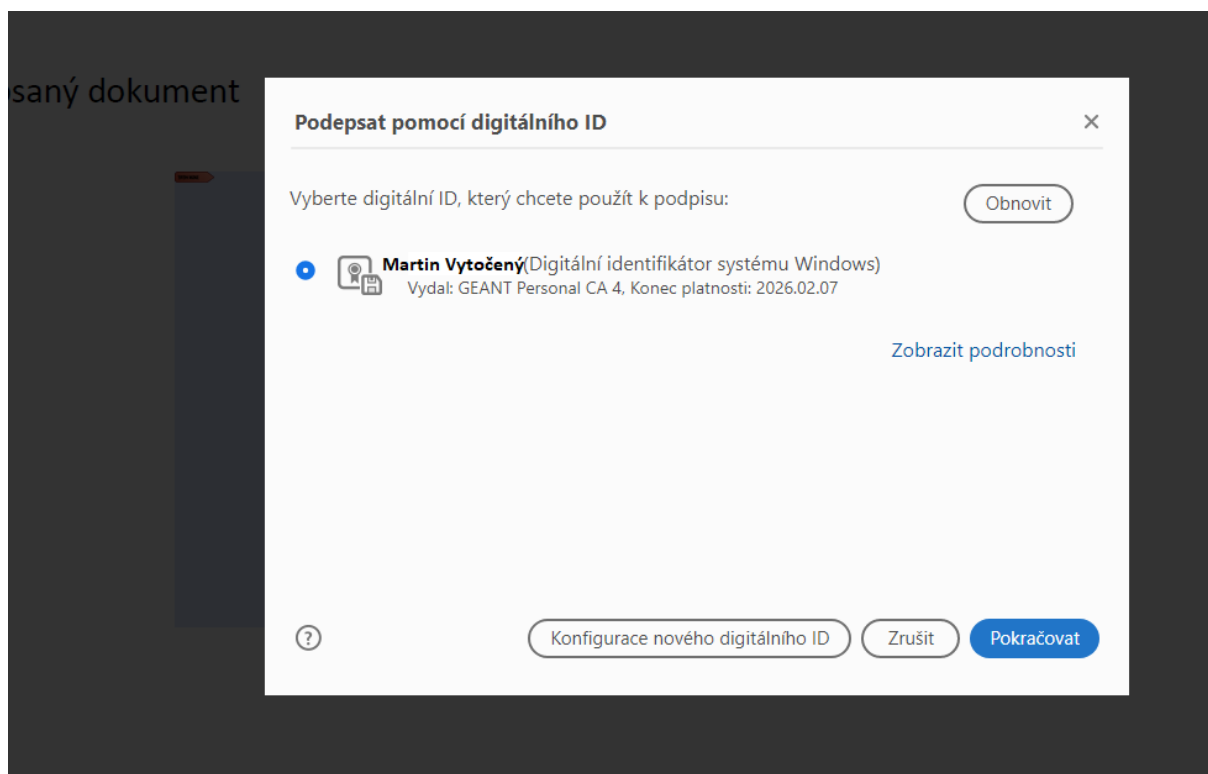 saný dokument
Podepsat pomocí digitálního ID
Vyberte digitální ID, který chcete použít k podpisu:
Obnovit
Martin Vytočený(Digitální identifikátor systému Windows)
Vydal: GEANT Personal CA 4, Konec platnosti: 2026.02.07
Zobrazit podrobnosti
Konfigurace nového digitálního ID
Zrušit
Pokračovat